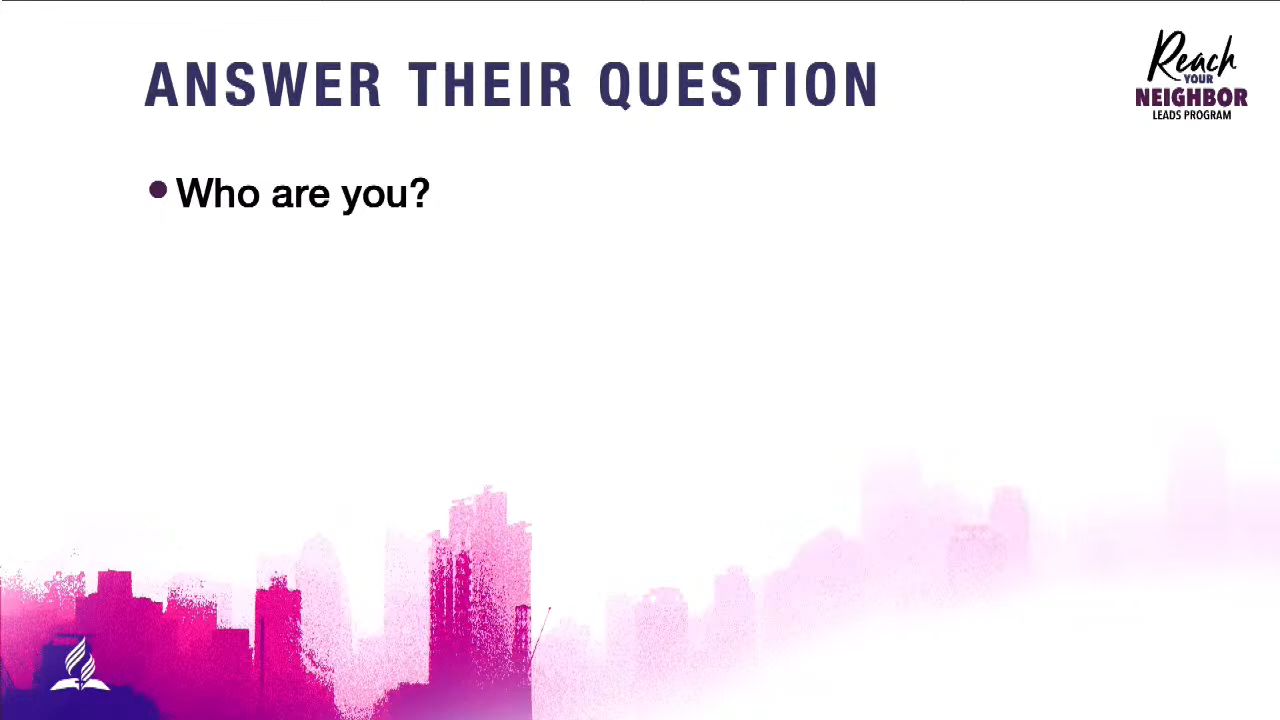 ANSWER THEIR QUESTION
Reach
YOUR
NEIGHBOR
LEADS PROGRAM
• Who are you?